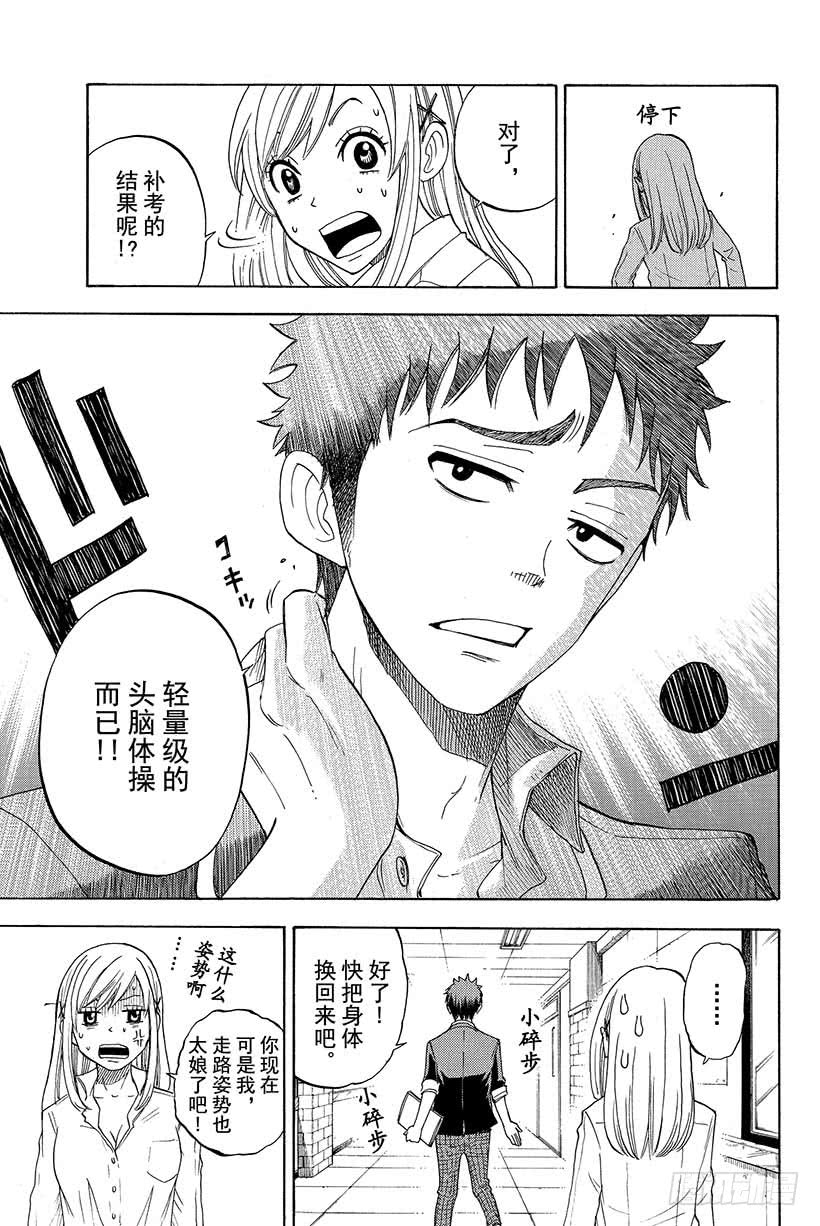 停下
对了,
补考的
结果呢!?
コキッ
轻量级的
头脑体操
而已!!
……
好了!
快把身体
换回来吧。
小碎步
小碎步
这什么
姿势啊
……
你现在
可是我,
走路姿势也
太娘了吧!